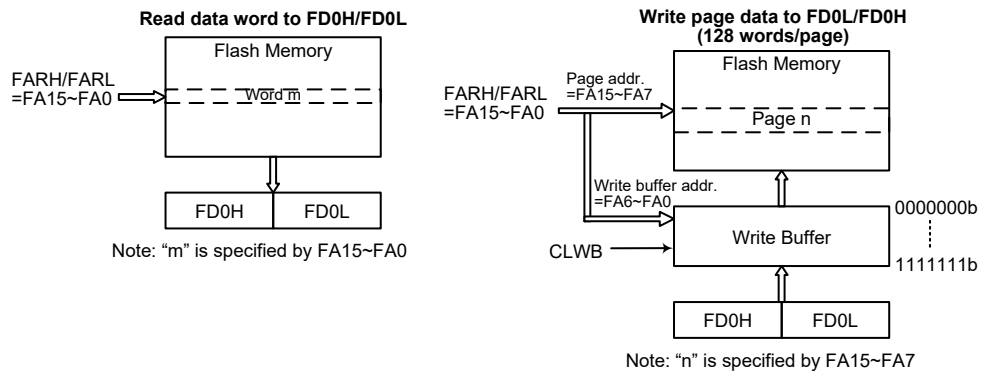 Read data word to FD0H/FD0L
Flash Memory
FARH/FARL
=FA15~FA0
Word m
FD0H
FD0L
Note: “m” is specified by FA15~FA0
Write page data to FD0L/FD0H
(128 words/page)
Flash Memory
FARH/FARL
=FA15~FA0
Page addr.
=FA15~FA7
Page n
Write buffer addr.
=FA6~FA0
CLWB
Write Buffer
0000000b
1111111b
FD0H
FD0L
Note: “n” is specified by FA15~FA7